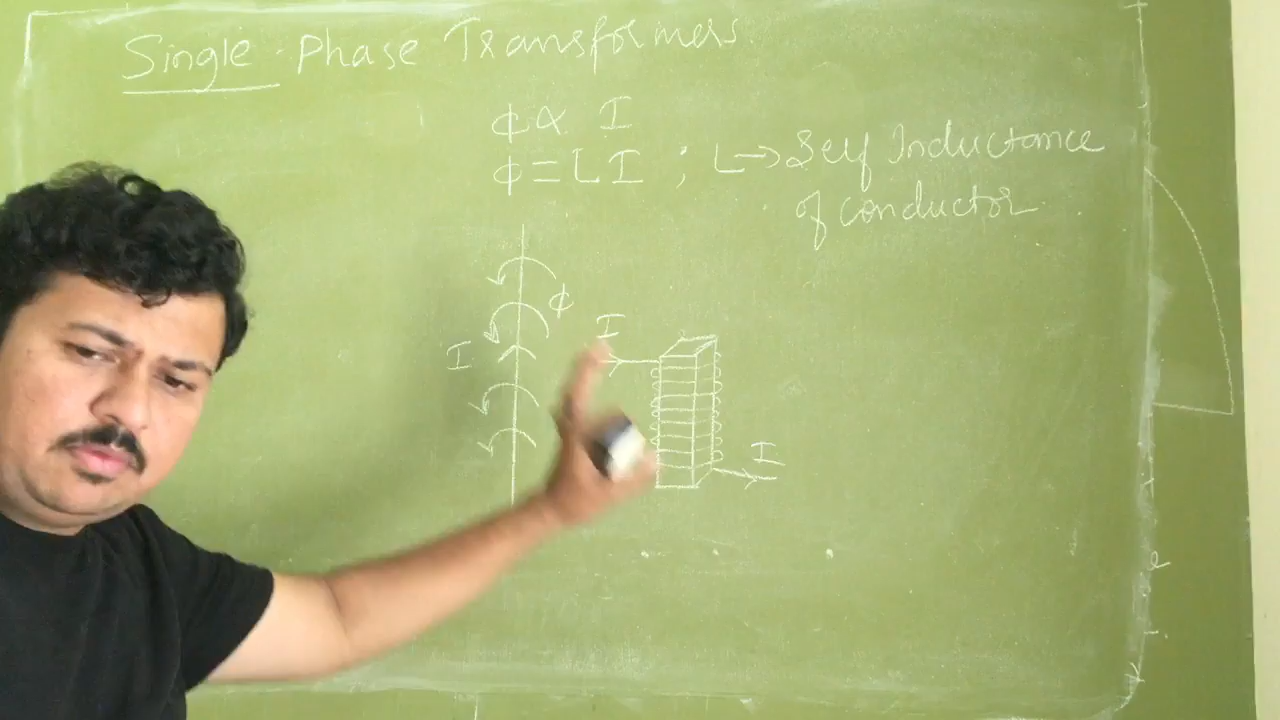 Single Phase Transformers
ϕ ∝ I
ϕ = L I ; L → Self Inductance
of conductor
ϕ
I
I
I